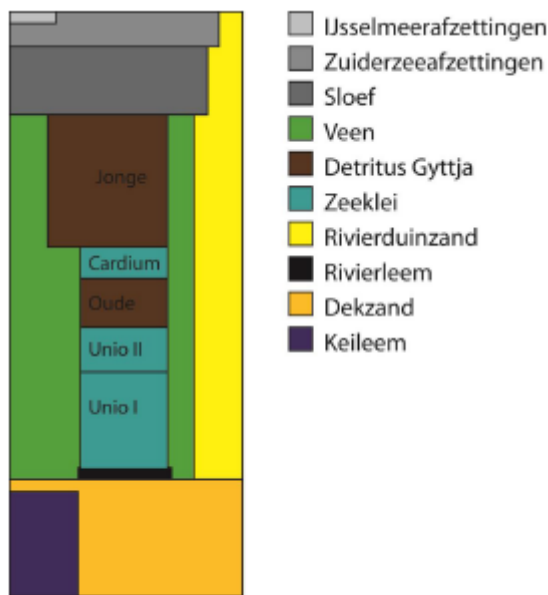 IJsselmeerafzettingen
Zuiderzeeafzettingen
Sloef
Veen
Detritus Gyttja
Zeeklei
Rivierduinzand
Rivierleem
Dekzand
Keileem
Jonge
Cardium
Oude
Unio II
Unio I